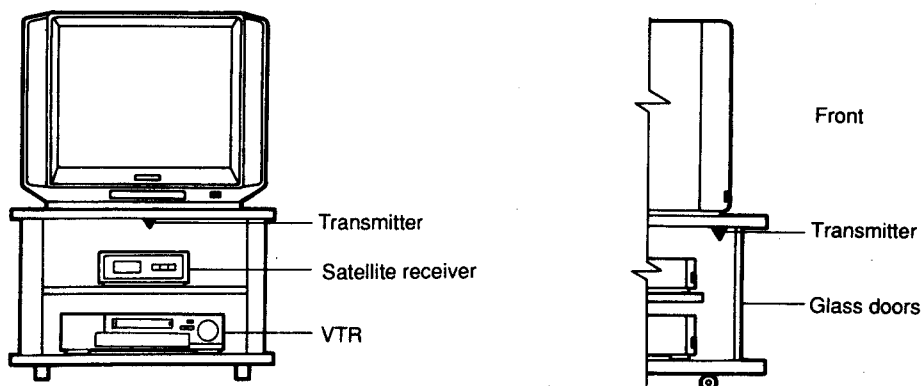 Transmitter
Satellite receiver
VTR
Front
Transmitter
Glass doors